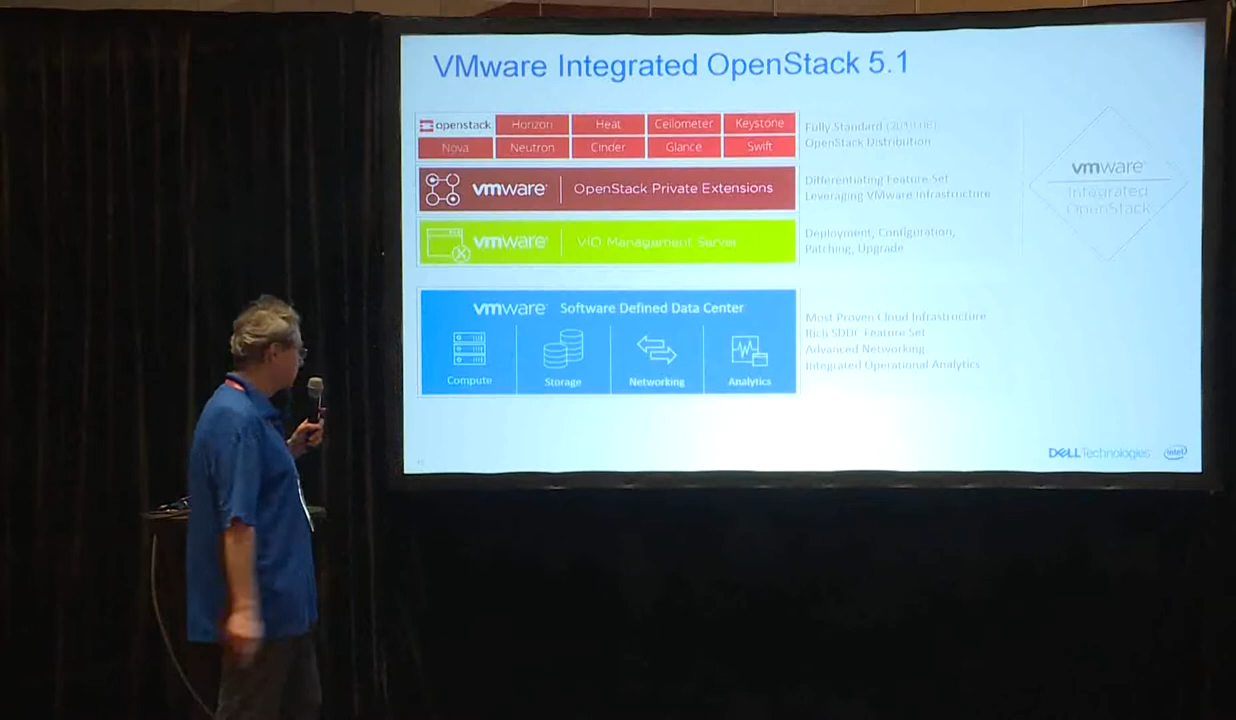 VMware Integrated OpenStack 5.1
openstack. Horizon Heat Ceilometer Keystone
Nova Neutron Cinder Glance Swift
Fully Standard
OpenStack Distribution
vmware® OpenStack Private Extensions
Differentiating Feature Set
Leveraging VMware Infrastructure
vmware® VIO Management Server
Deployment, Configuration,
Patching, Upgrade
vmware®
Integrated
OpenStack
vmware® Software Defined Data Center
Compute Storage Networking Analytics
Most Proven Cloud Infrastructure
Rich SDDC Feature Set
Advanced Networking
Integrated Operational Analytics
DELL Technologies intel